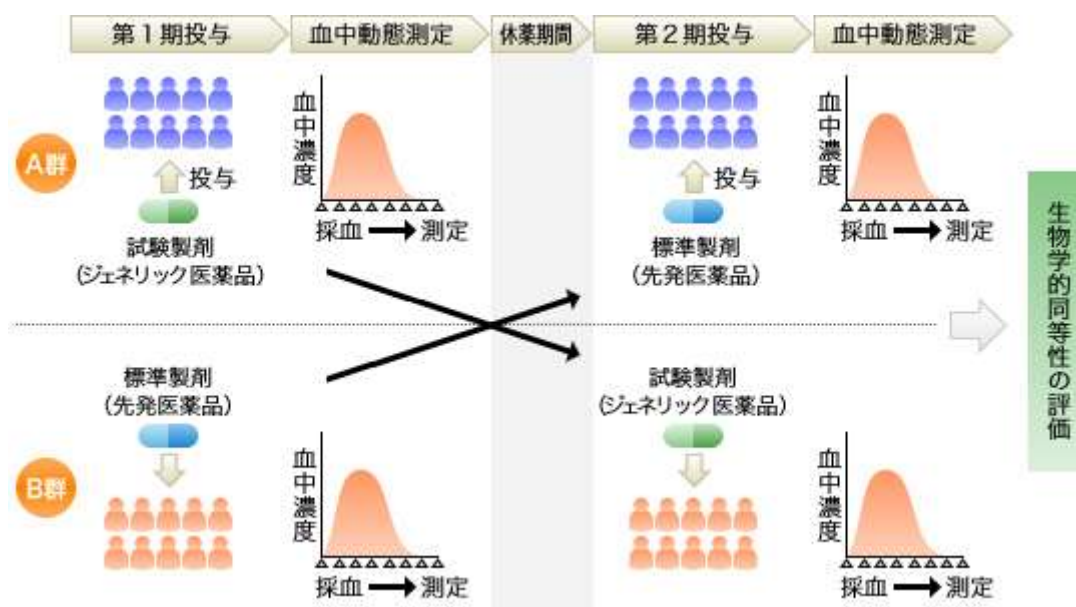 第1期投与
血中動態測定
休薬期間
第2期投与
血中動態測定
A群
投与
試験製剤
(ジェネリック医薬品)
血中濃度
採血
測定
投与
標準製剤
(先発医薬品)
血中濃度
採血
測定
B群
標準製剤
(先発医薬品)
血中濃度
採血
測定
試験製剤
(ジェネリック医薬品)
血中濃度
採血
測定
生物学的同等性の評価